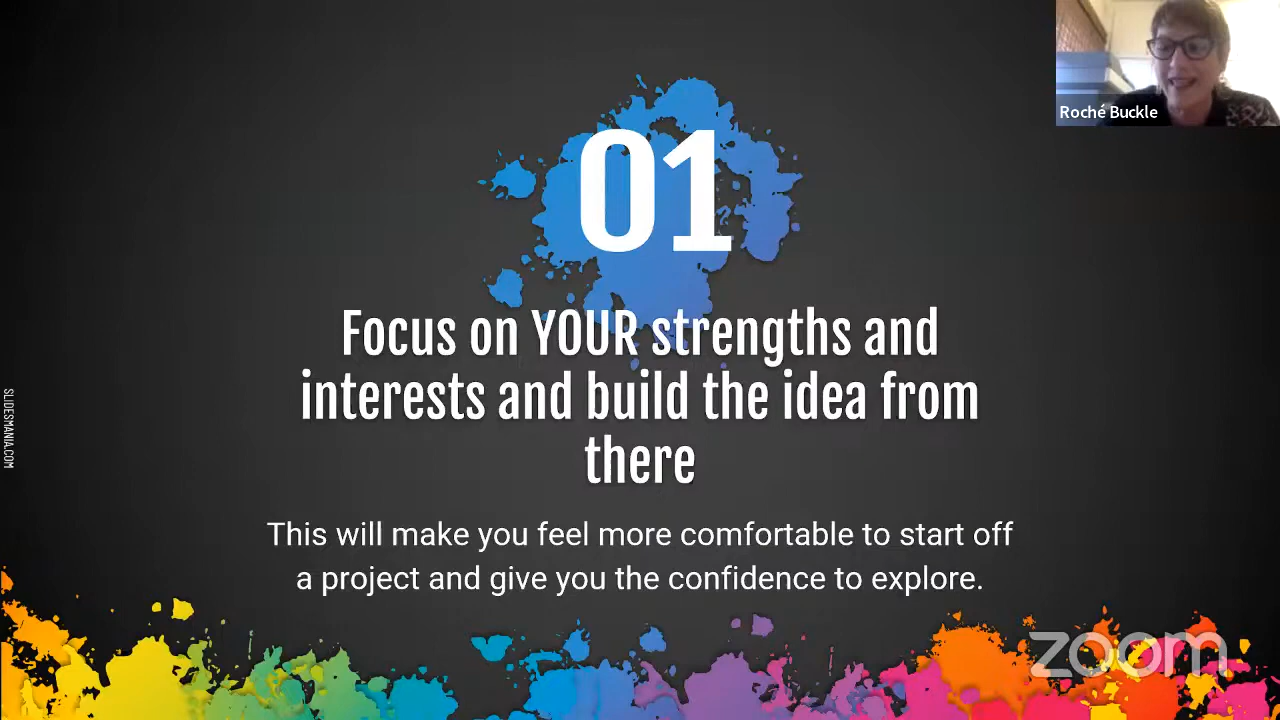 Roché Buckle
01
Focus on YOUR strengths and
interests and build the idea from
there
This will make you feel more comfortable to start off
a project and give you the confidence to explore.
SLIDESMANIA.COM
zoom